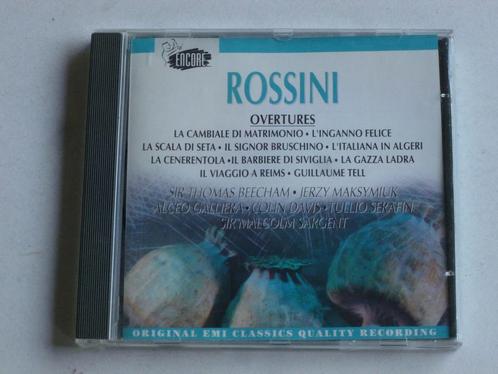 ENCORE
ROSSINI
OVERTURES
LA CAMBIALE DI MATRIMONIO • L'INGANNO FELICE
LA SCALA DI SETA • IL SIGNOR BRUSCHINO • L'ITALIANA IN ALGERI
LA CENERENTOLA • IL BARBIERE DI SIVIGLIA • LA GAZZA LADRA
IL VIAGGIO A REIMS • GUILLAUME TELL
SIR THOMAS BEECHAM • JERZY MAKSYMIUK
ALCEO GALLIERA • COLIN DAVIS • TULLIO SERAFIN
SIR MALCOLM SARGENT
ORIGINAL EMI CLASSICS QUALITY RECORDING